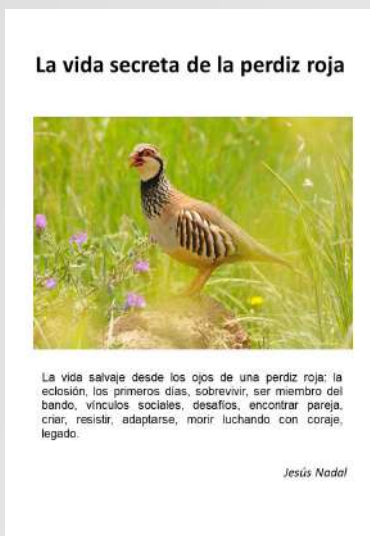 La vida secreta de la perdiz roja
La vida salvaje desde los ojos de una perdiz roja: la
eclosión, los primeros días, sobrevivir, ser miembro del
bando, vínculos sociales, desafíos, encontrar pareja,
criar, resistir, adaptarse, morir luchando con coraje,
legado.
Jesús Nadal